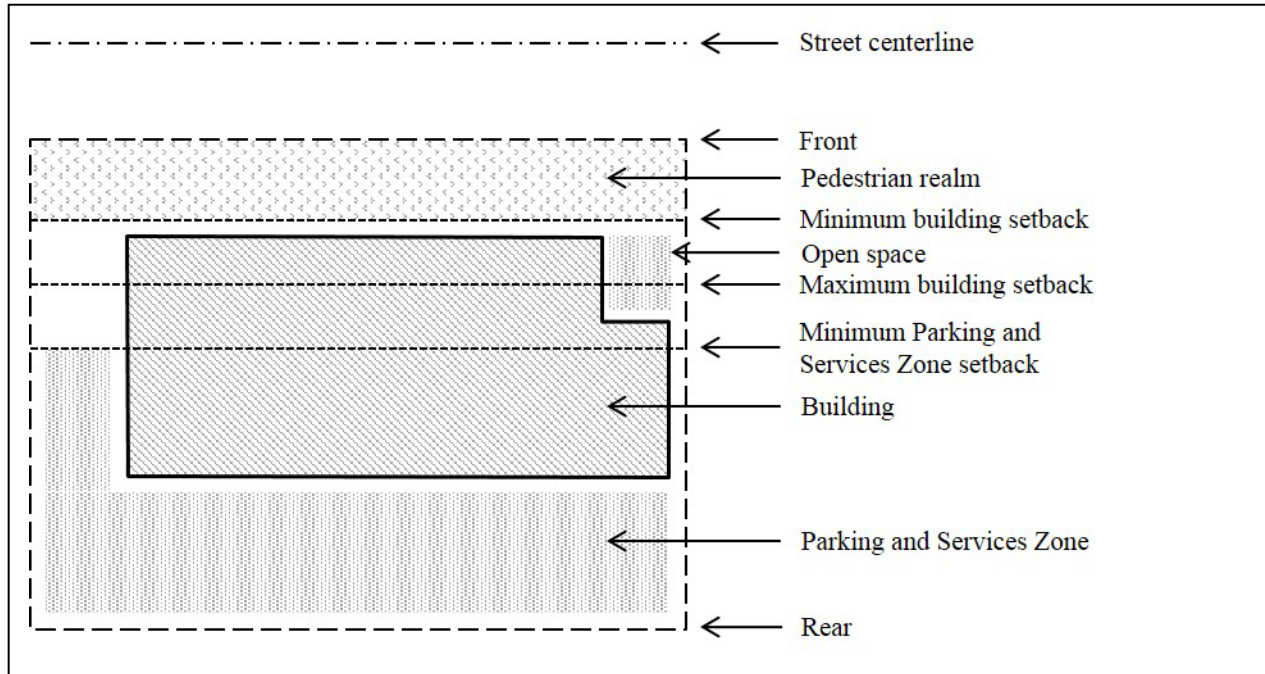 Street centerline
Front
Pedestrian realm
Minimum building setback
Open space
Maximum building setback
Minimum Parking and
Services Zone setback
Building
Parking and Services Zone
Rear